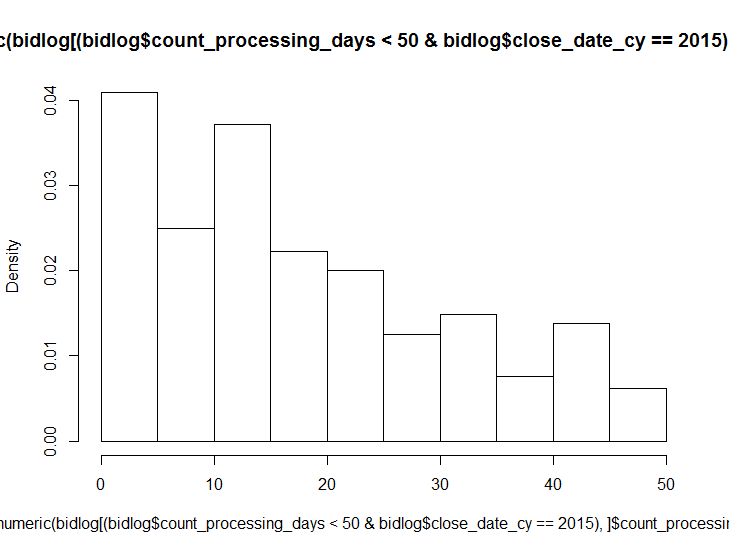 c(bidlog[(bidlog$count_processing_days < 50 & bidlog$close_date_cy == 2015)
0.04
0.03
0.02
0.01
0.00
Density
0 10 20 30 40 50
numeric(bidlog[(bidlog$count_processing_days < 50 & bidlog$close_date_cy == 2015), ]$count_processin